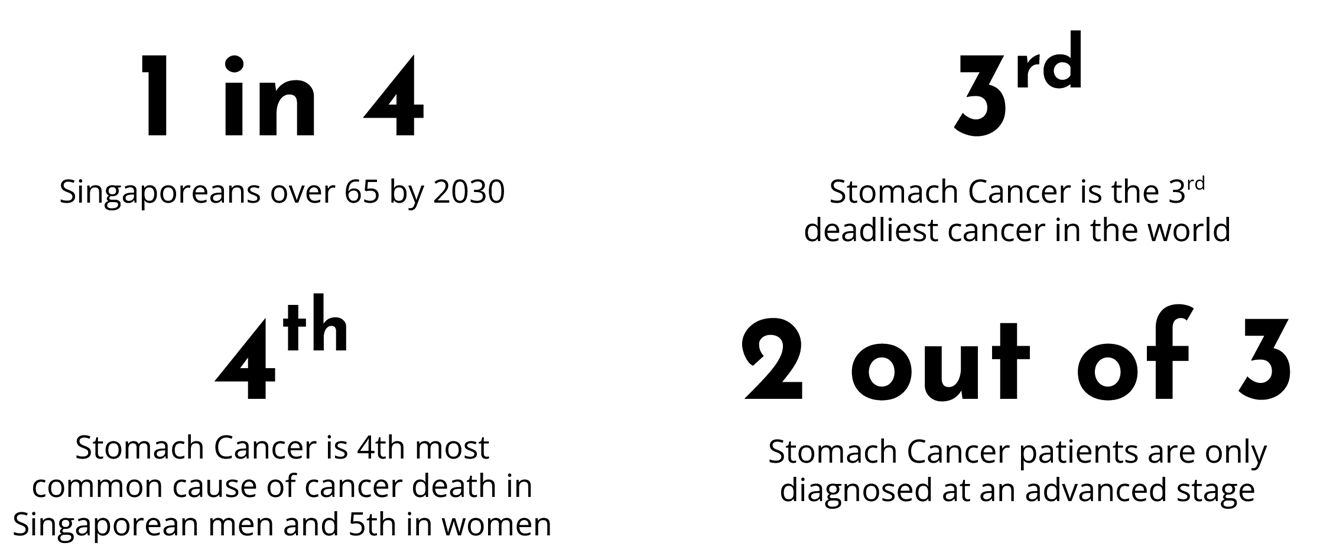 1 in 4
Singaporeans over 65 by 2030
3rd
Stomach Cancer is the 3rd
deadliest cancer in the world
4th
Stomach Cancer is 4th most
common cause of cancer death in
Singaporean men and 5th in women
2 out of 3
Stomach Cancer patients are only
diagnosed at an advanced stage